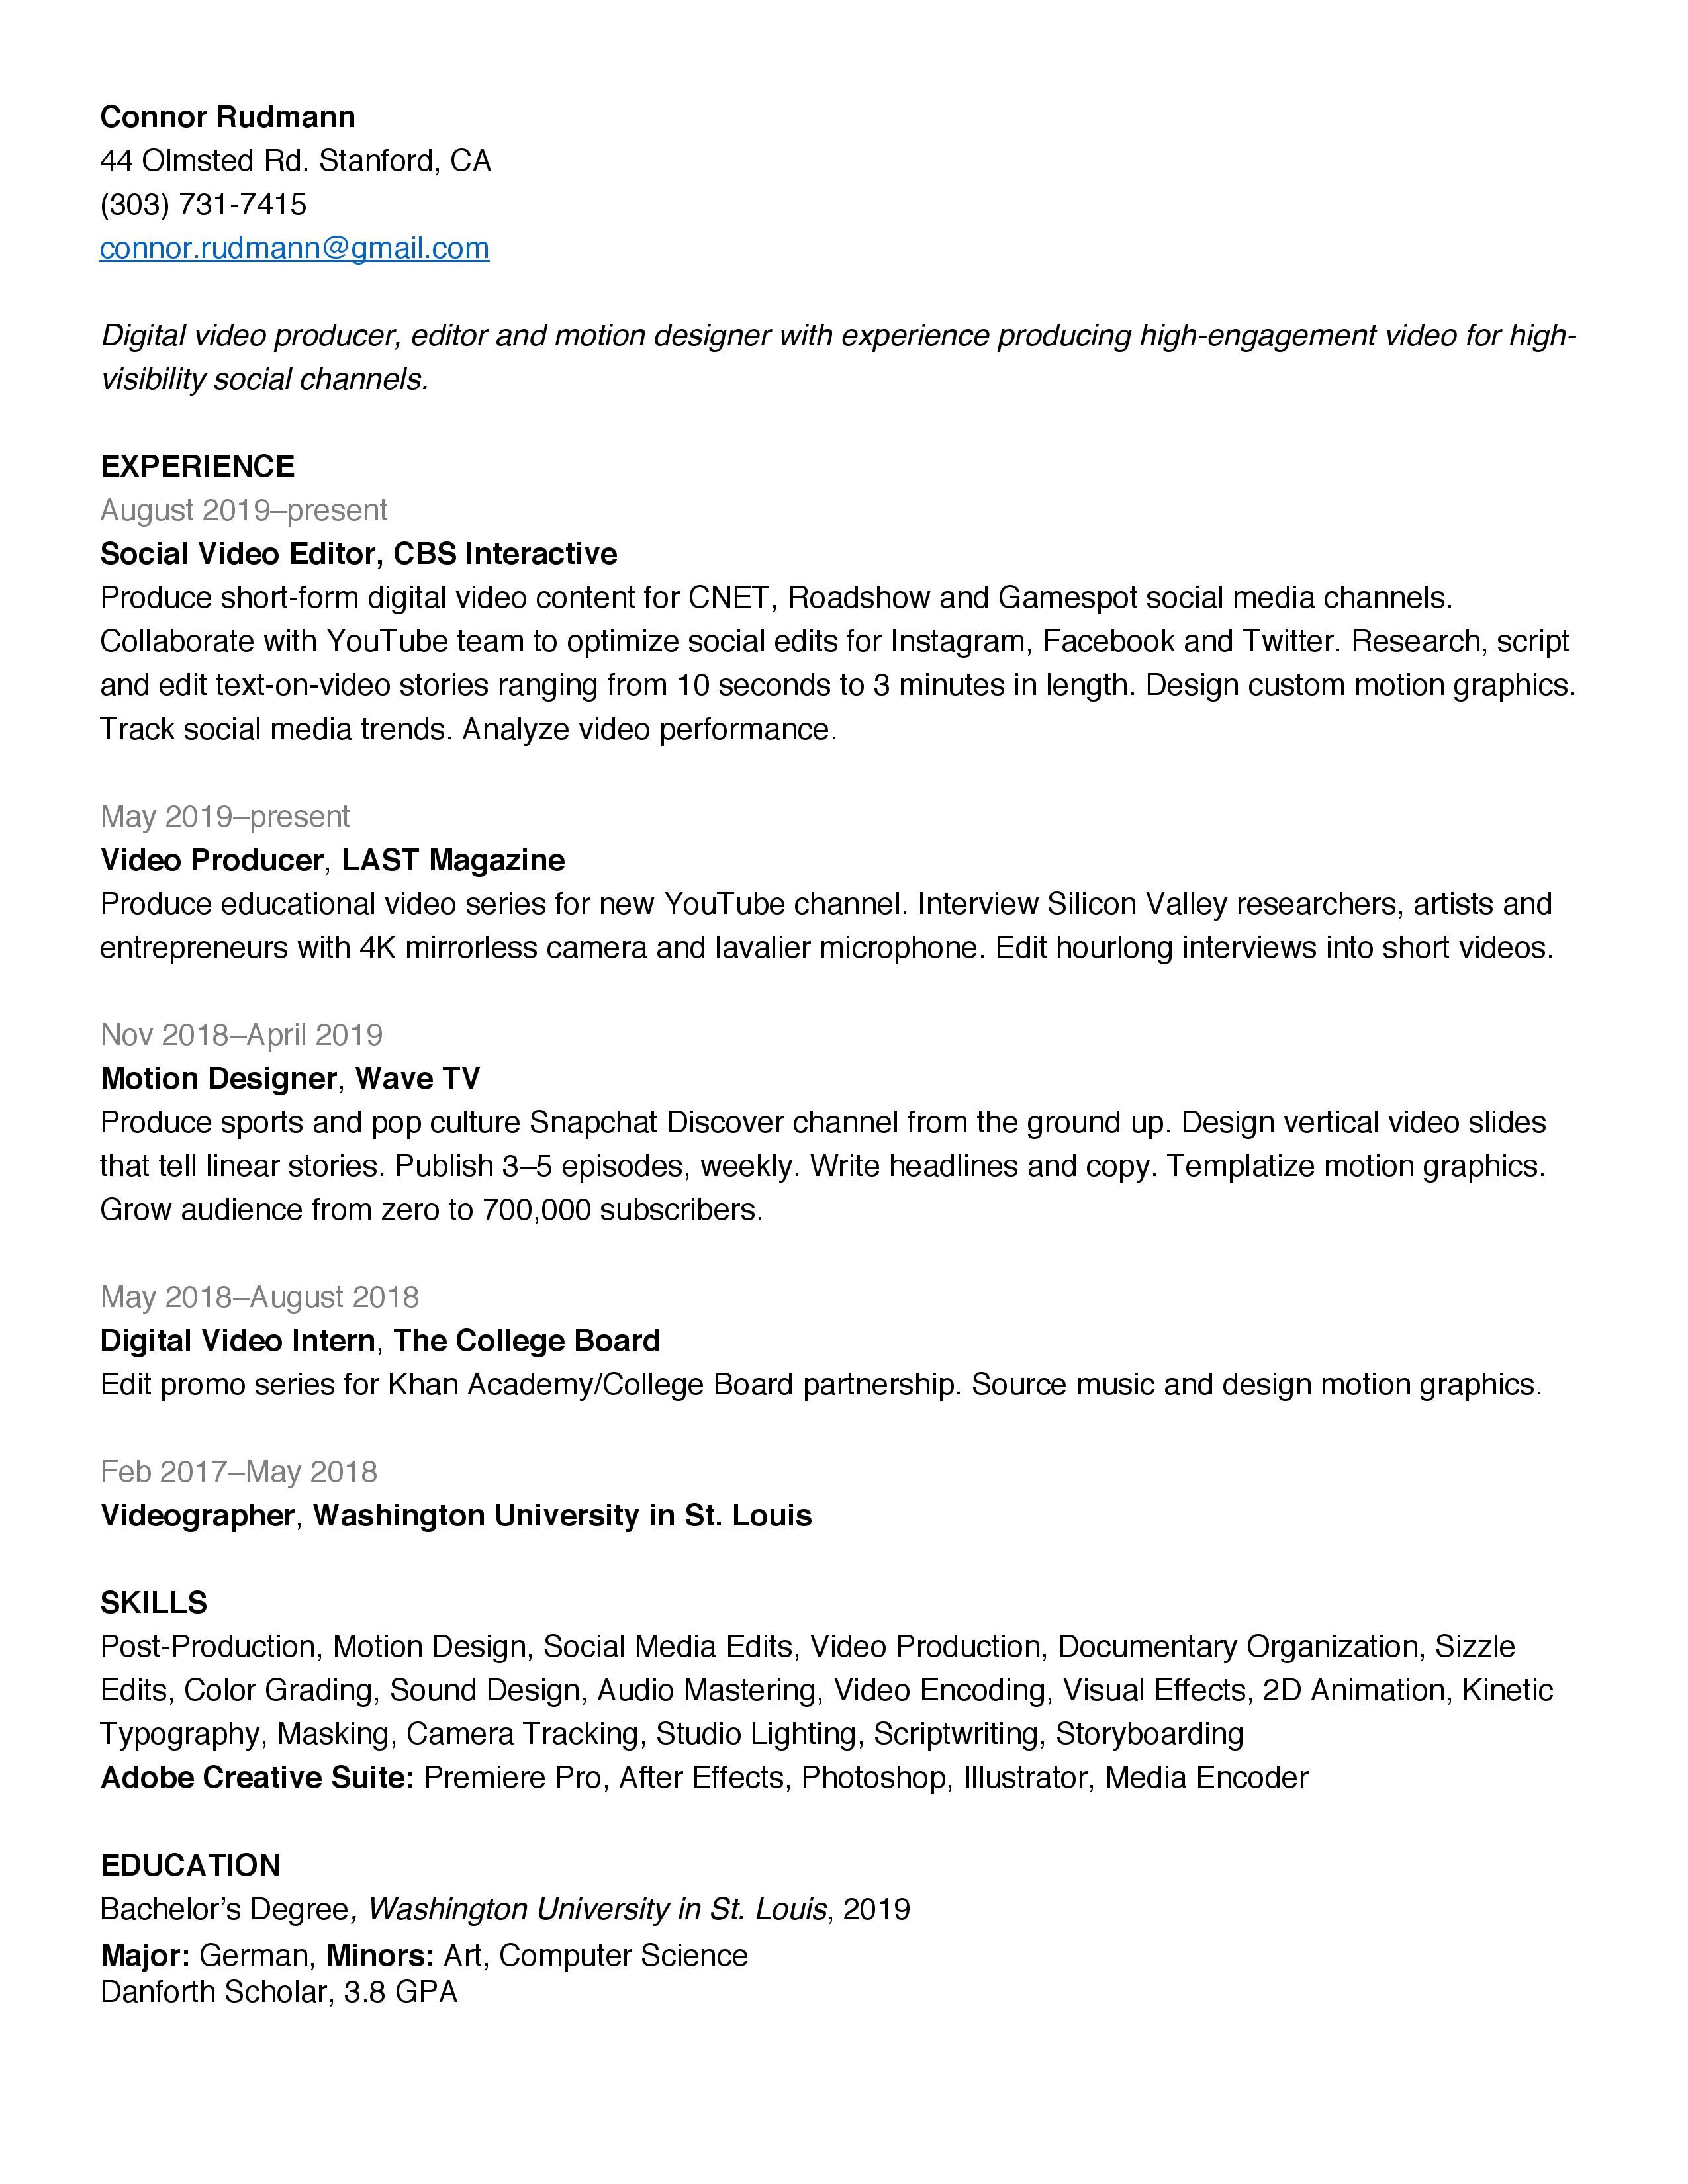 Connor Rudmann
44 Olmsted Rd. Stanford, CA
(303) 731-7415
connor.rudmann@gmail.com
Digital video producer, editor and motion designer with experience producing high-engagement video for high-
visibility social channels.
EXPERIENCE
August 2019–present
Social Video Editor, CBS Interactive
Produce short-form digital video content for CNET, Roadshow and Gamespot social media channels.
Collaborate with YouTube team to optimize social edits for Instagram, Facebook and Twitter. Research, script
and edit text-on-video stories ranging from 10 seconds to 3 minutes in length. Design custom motion graphics.
Track social media trends. Analyze video performance.
May 2019–present
Video Producer, LAST Magazine
Produce educational video series for new YouTube channel. Interview Silicon Valley researchers, artists and
entrepreneurs with 4K mirrorless camera and lavalier microphone. Edit hourlong interviews into short videos.
Nov 2018–April 2019
Motion Designer, Wave TV
Produce sports and pop culture Snapchat Discover channel from the ground up. Design vertical video slides
that tell linear stories. Publish 3–5 episodes, weekly. Write headlines and copy. Templatize motion graphics.
Grow audience from zero to 700,000 subscribers.
May 2018–August 2018
Digital Video Intern, The College Board
Edit promo series for Khan Academy/College Board partnership. Source music and design motion graphics.
Feb 2017–May 2018
Videographer, Washington University in St. Louis
SKILLS
Post-Production, Motion Design, Social Media Edits, Video Production, Documentary Organization, Sizzle
Edits, Color Grading, Sound Design, Audio Mastering, Video Encoding, Visual Effects, 2D Animation, Kinetic
Typography, Masking, Camera Tracking, Studio Lighting, Scriptwriting, Storyboarding
Adobe Creative Suite: Premiere Pro, After Effects, Photoshop, Illustrator, Media Encoder
EDUCATION
Bachelor’s Degree, Washington University in St. Louis, 2019
Major: German, Minors: Art, Computer Science
Danforth Scholar, 3.8 GPA